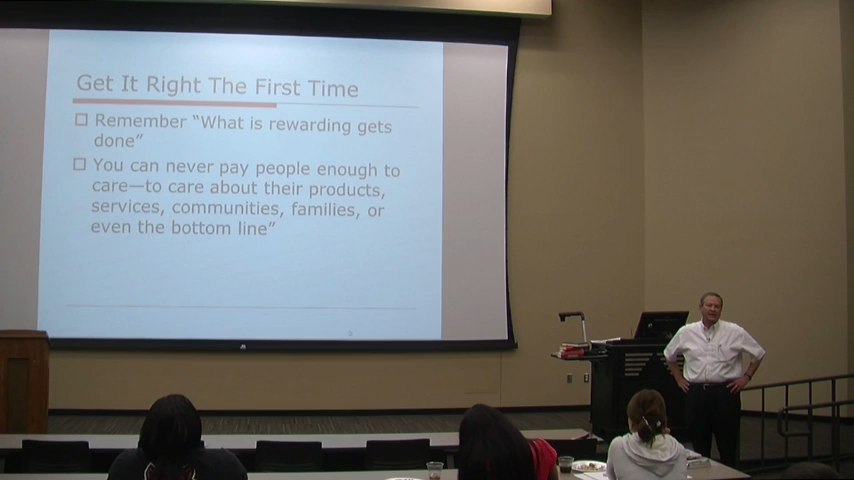 Get It Right The First Time
Remember “What is rewarding gets
done”
You can never pay people enough to
care—to care about their products,
services, communities, families, or
even the bottom line”